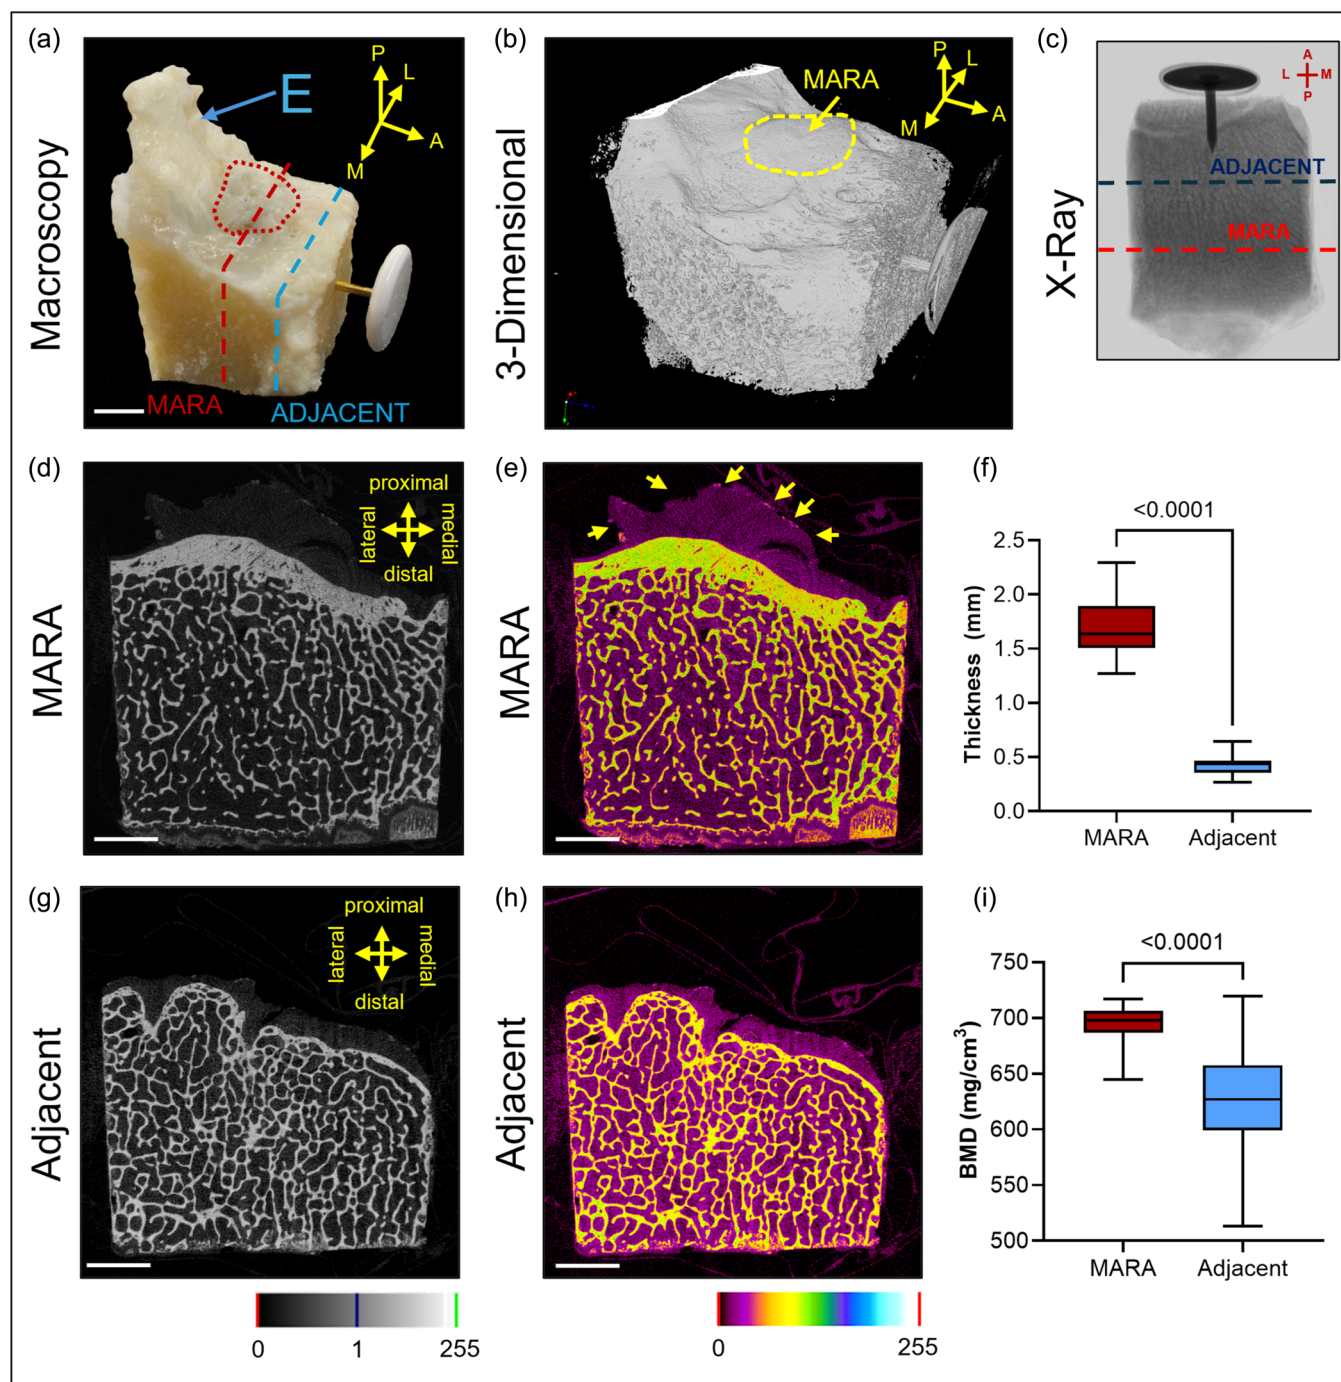 (a)
Macroscopy
E
P
L
A
M
MARA
ADJACENT
(b)
3-Dimensional
MARA
P
L
A
M
(c)
X-Ray
A
L M
P
ADJACENT
MARA
(d)
MARA
proximal
lateral
medial
distal
(e)
MARA
(f)
<0.0001
Thickness (mm)
2.5
2.0
1.5
1.0
0.5
0.0
MARA Adjacent
(g)
Adjacent
proximal
lateral
medial
distal
0 1 255
(h)
Adjacent
0 255
(i)
<0.0001
BMD (mg/cm³)
750
700
650
600
550
500
MARA Adjacent